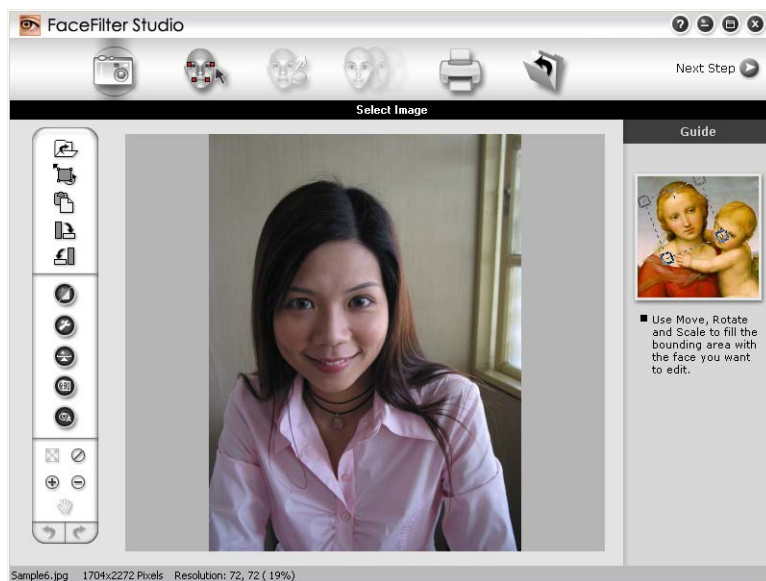 FaceFilter Studio
Next Step
Select Image
Guide
■ Use Move, Rotate
and Scale to fill the
bounding area with
the face you want
to edit.
Sample6.jpg 1704x2272 Pixels Resolution: 72, 72 ( 19%)